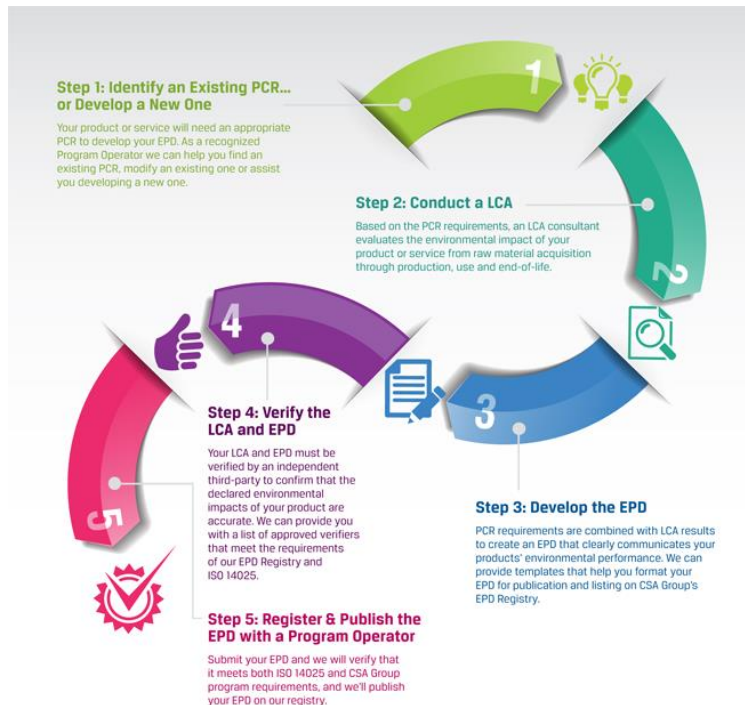 Step 1: Identify an Existing PCR...
or Develop a New One
Your product or service will need an appropriate
PCR to develop your EPD. As a recognized
Program Operator we can help you find an
existing PCR, modify an existing one or assist
you developing a new one.
1
Step 2: Conduct a LCA
Based on the PCR requirements, an LCA consultant
evaluates the environmental impact of your
product or service from raw material acquisition
through production, use and end-of-life.
2
3
Step 3: Develop the EPD
PCR requirements are combined with LCA results
to create an EPD that clearly communicates your
products' environmental performance. We can
provide templates that help you format your
EPD for publication and listing on CSA Group's
EPD Registry.
4
Step 4: Verify the
LCA and EPD
Your LCA and EPD must be
verified by an independent
third-party to confirm that the
declared environmental
impacts of your product are
accurate. We can provide you
with a list of approved verifiers
that meet the requirements
of our EPD Registry and
ISO 14025.
5
Step 5: Register & Publish the
EPD with a Program Operator
Submit your EPD and we will verify that
it meets both ISO 14025 and CSA Group
program requirements, and we'll publish
your EPD on our registry.